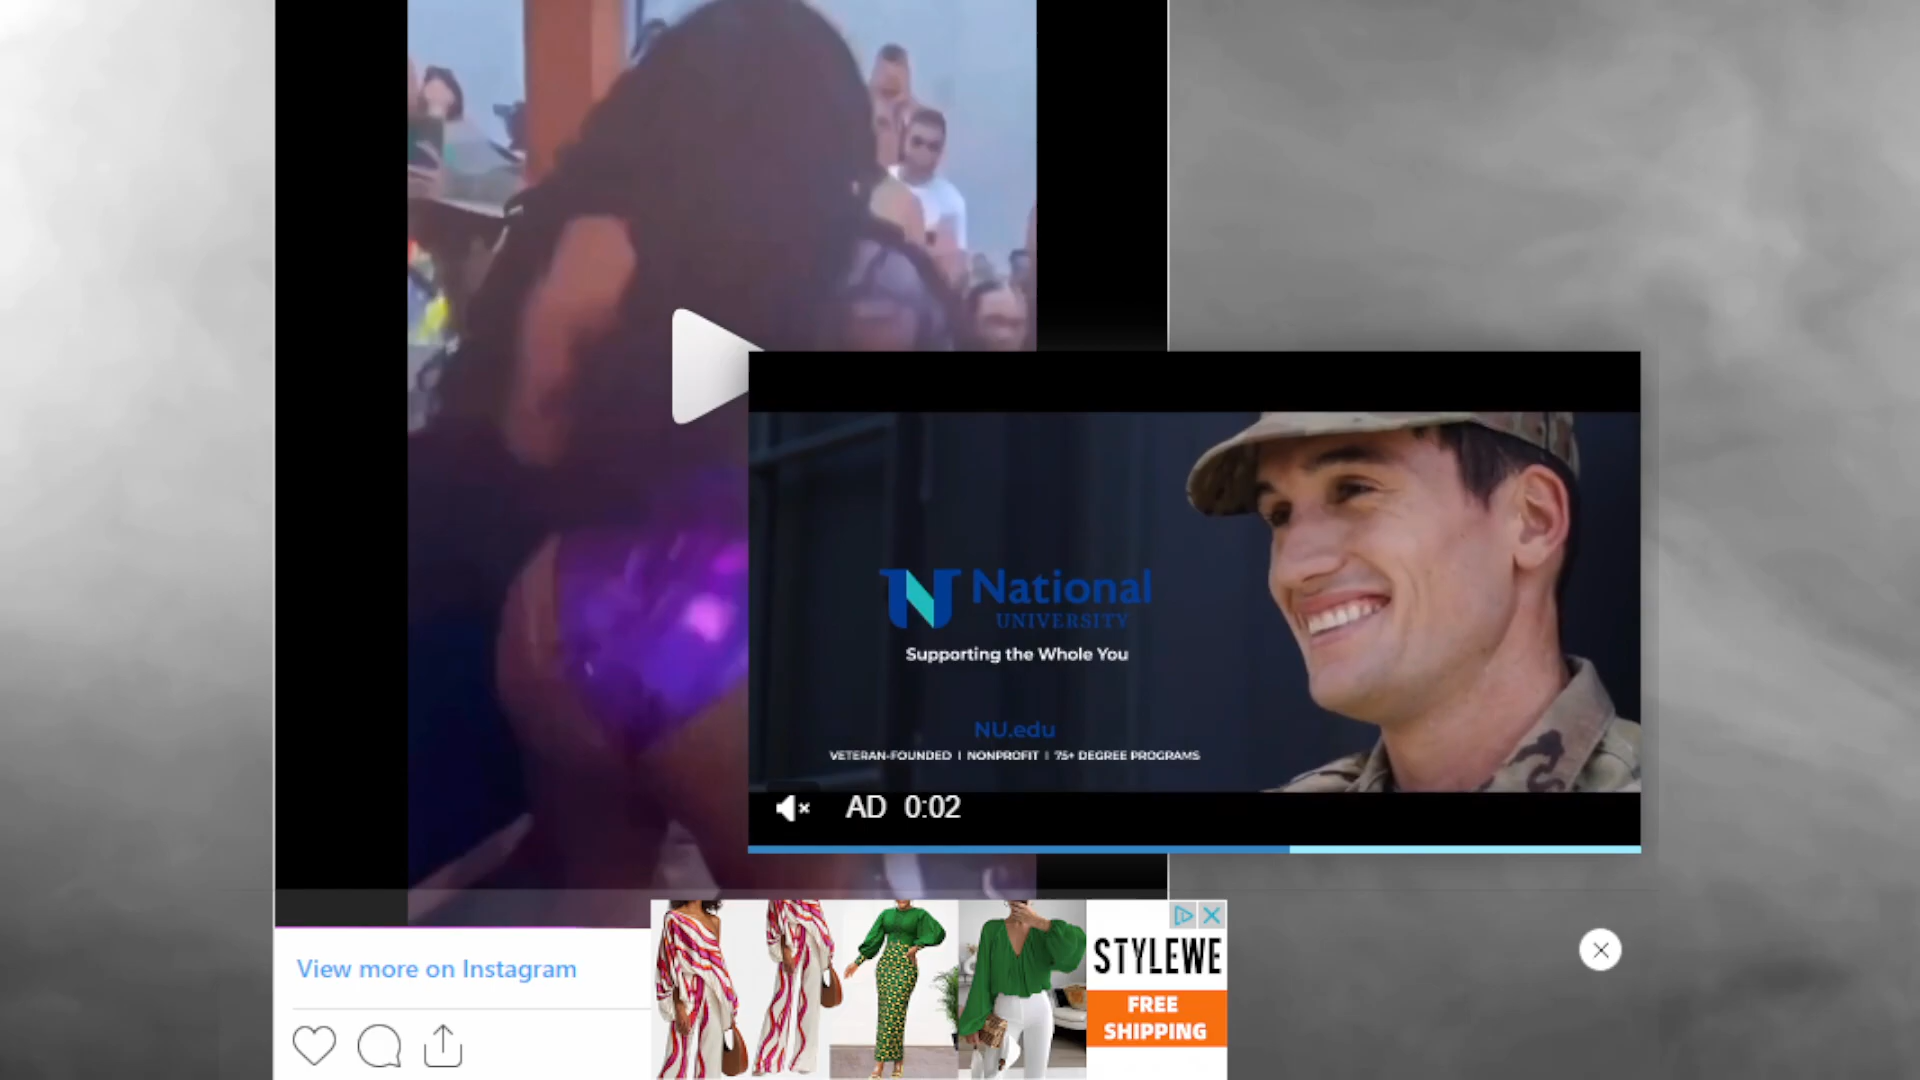 National
UNIVERSITY
Supporting the Whole You
NU.edu
VETERAN-FOUNDED | NONPROFIT | 75+ DEGREE PROGRAMS
AD 0:02
View more on Instagram
STYLEWE
FREE
SHIPPING